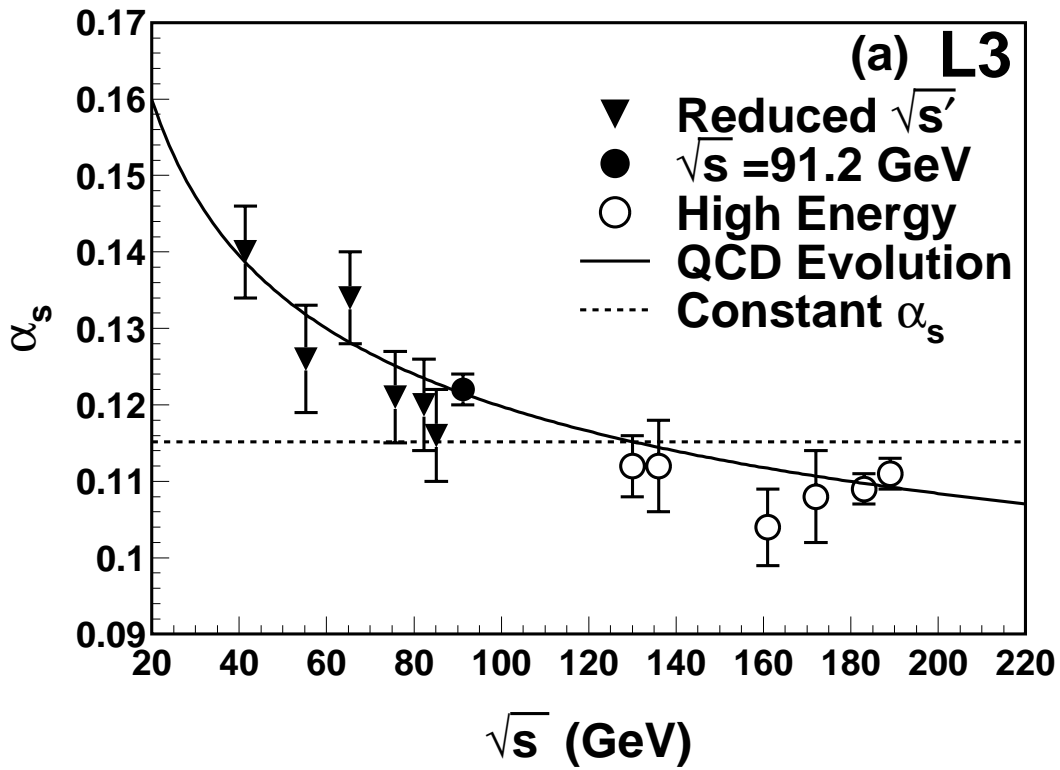 (a) L3
Reduced √s′
√s =91.2 GeV
High Energy
QCD Evolution
Constant αs
αs
0.17
0.16
0.15
0.14
0.13
0.12
0.11
0.1
0.09
20 40 60 80 100 120 140 160 180 200 220
√s (GeV)